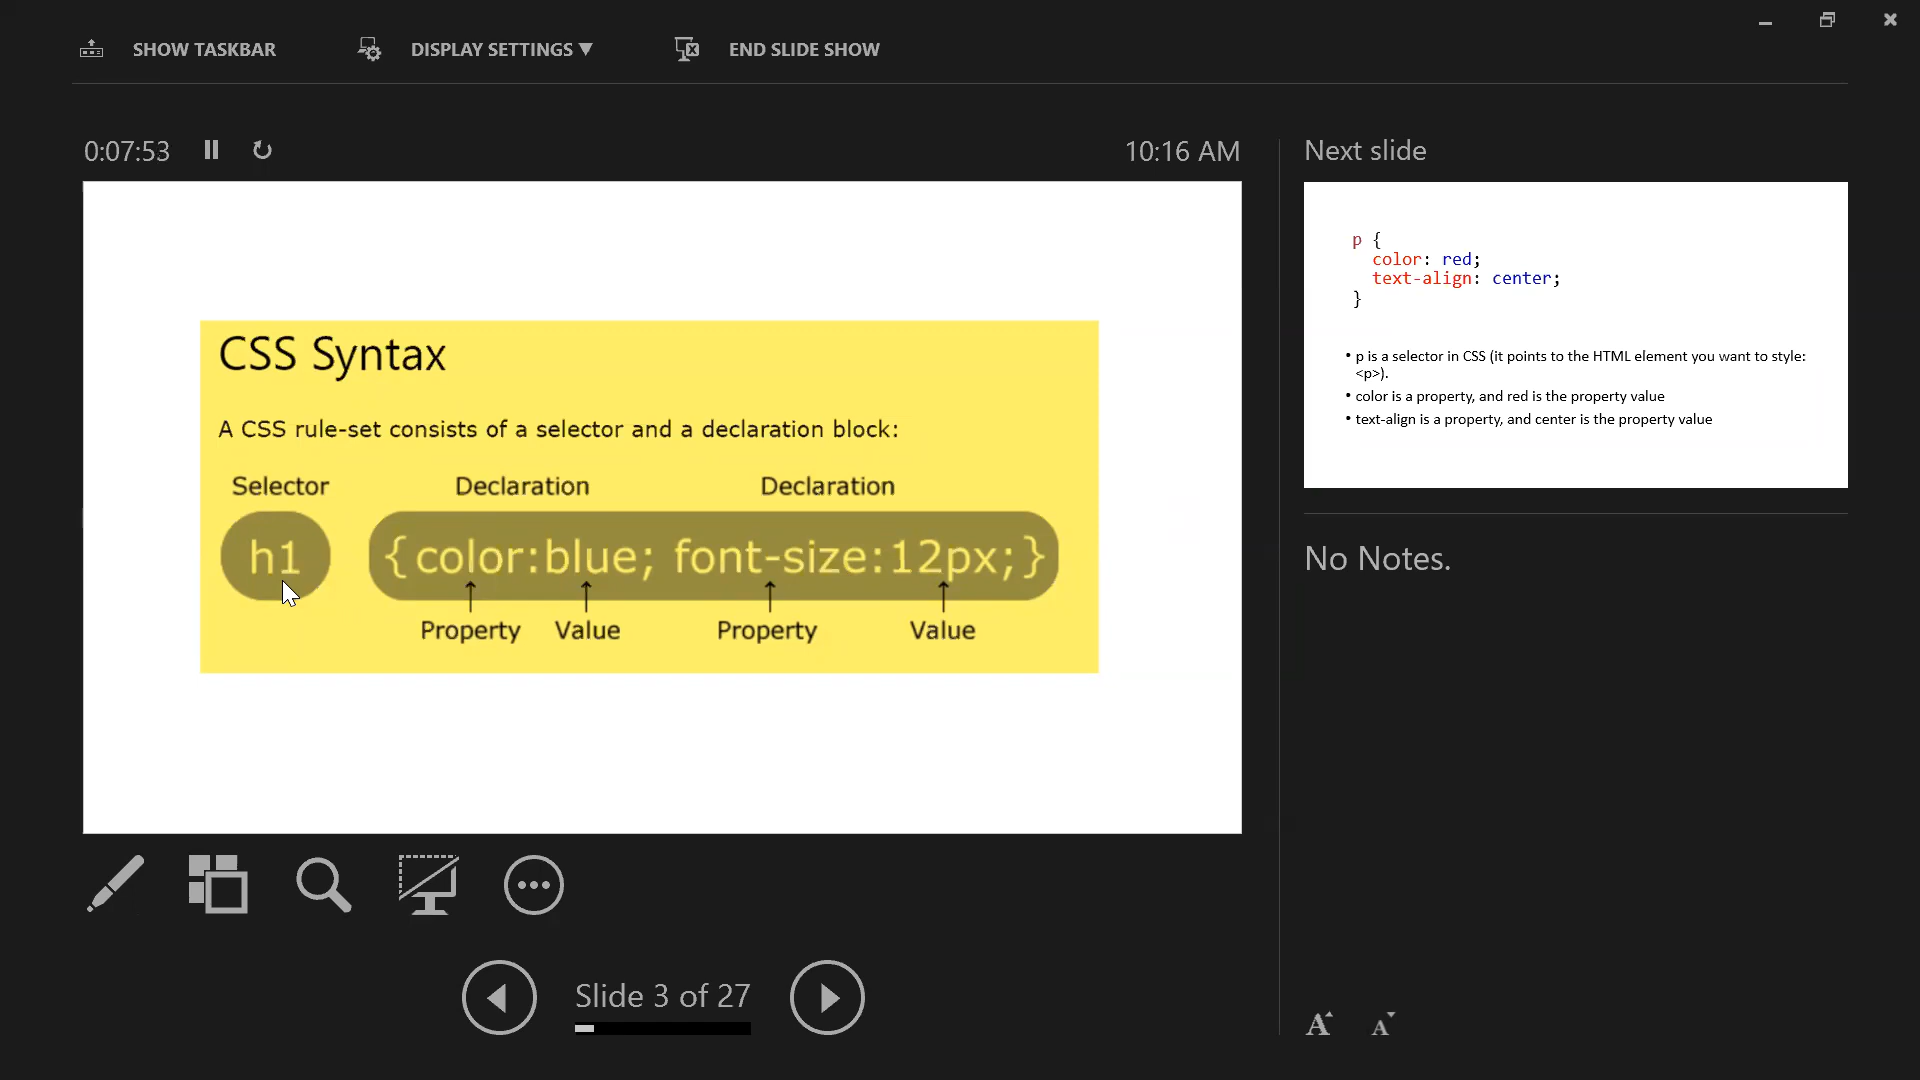 SHOW TASKBAR
DISPLAY SETTINGS ▼
END SLIDE SHOW
0:07:53
10:16 AM
CSS Syntax
A CSS rule-set consists of a selector and a declaration block:
Selector Declaration Declaration
h1 {color:blue; font-size:12px;}
Property Value Property Value
Slide 3 of 27
Next slide
p {
color: red;
text-align: center;
}
• p is a selector in CSS (it points to the HTML element you want to style:
<p>).
• color is a property, and red is the property value
• text-align is a property, and center is the property value
No Notes.
A A